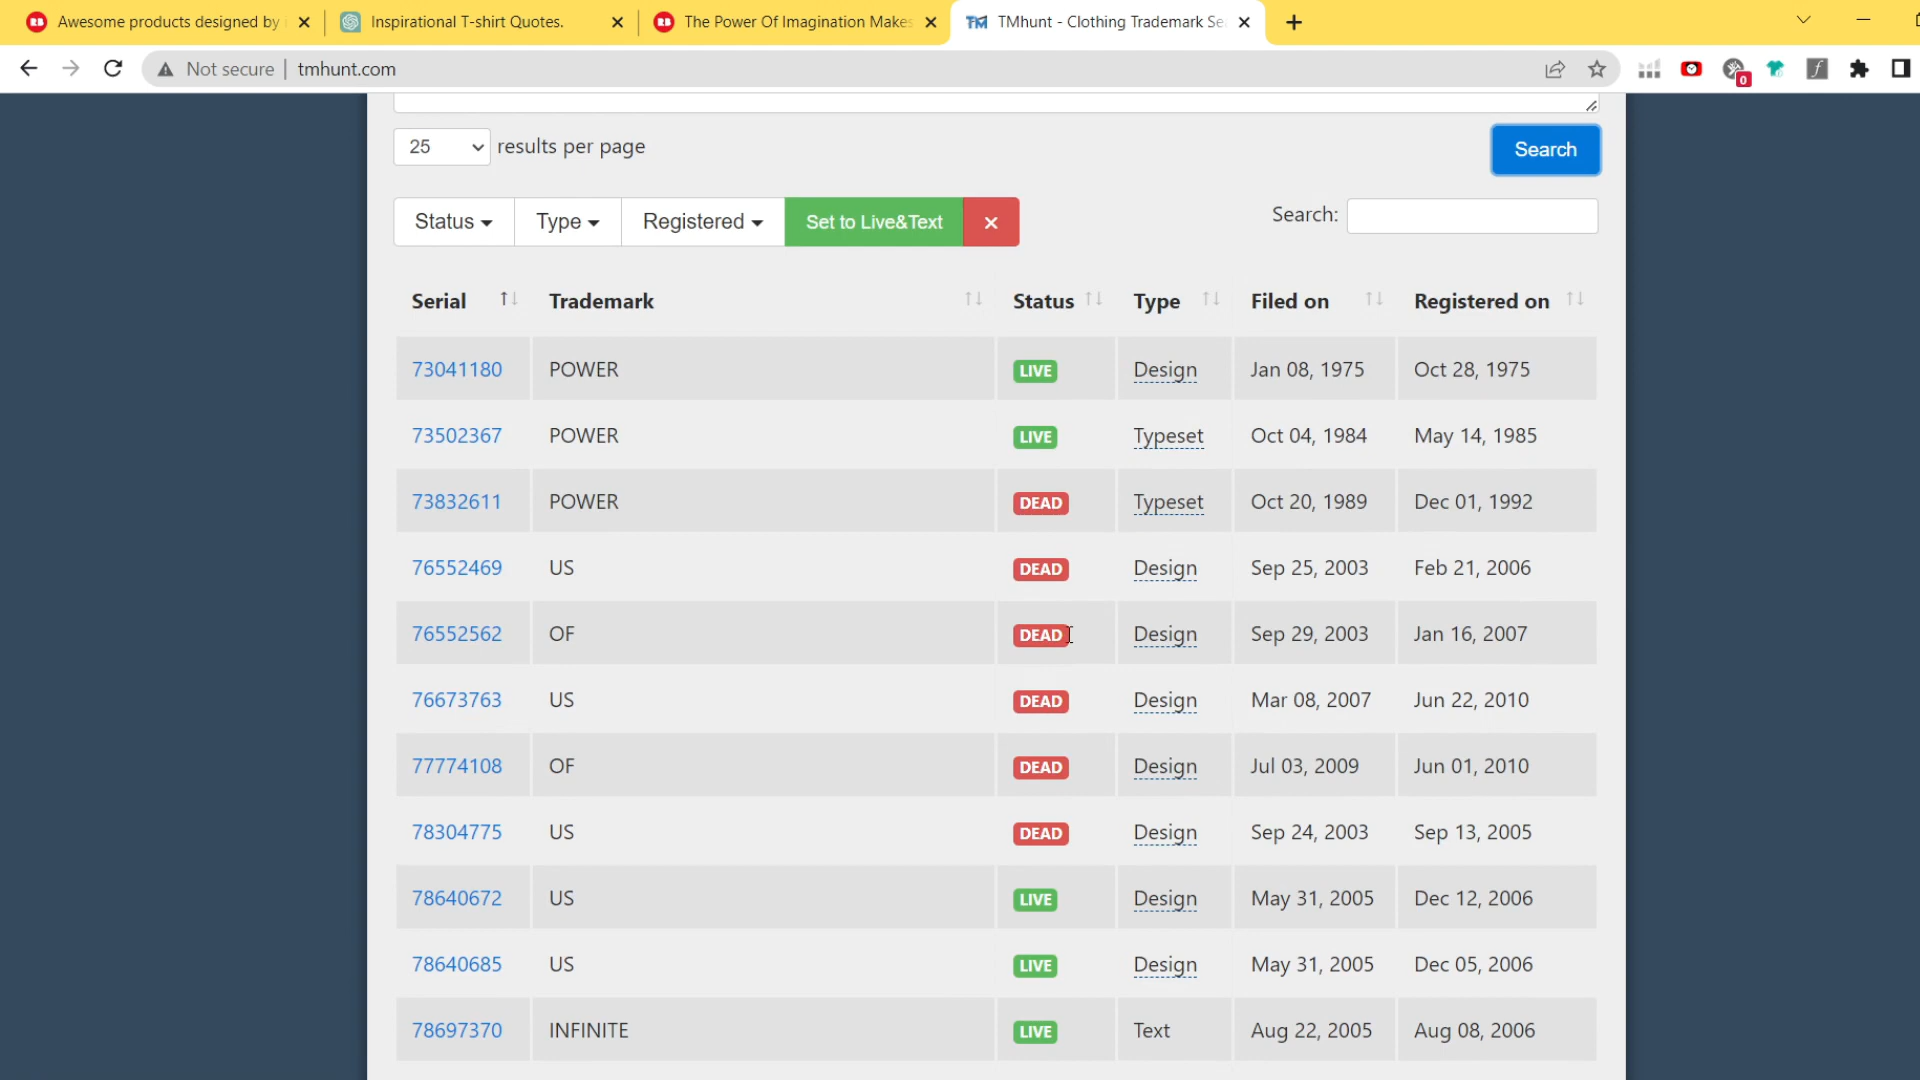 Awesome products designed by i
Inspirational T-shirt Quotes.
The Power Of Imagination Makes
TM TMhunt - Clothing Trademark Se
Not secure | tmhunt.com
0
25 results per page
Search
Status Type Registered Set to Live&Text ×
Search:
Serial Trademark Status Type Filed on Registered on
73041180 POWER LIVE Design Jan 08, 1975 Oct 28, 1975
73502367 POWER LIVE Typeset Oct 04, 1984 May 14, 1985
73832611 POWER DEAD Typeset Oct 20, 1989 Dec 01, 1992
76552469 US DEAD Design Sep 25, 2003 Feb 21, 2006
76552562 OF DEAD Design Sep 29, 2003 Jan 16, 2007
76673763 US DEAD Design Mar 08, 2007 Jun 22, 2010
77774108 OF DEAD Design Jul 03, 2009 Jun 01, 2010
78304775 US DEAD Design Sep 24, 2003 Sep 13, 2005
78640672 US LIVE Design May 31, 2005 Dec 12, 2006
78640685 US LIVE Design May 31, 2005 Dec 05, 2006
78697370 INFINITE LIVE Text Aug 22, 2005 Aug 08, 2006